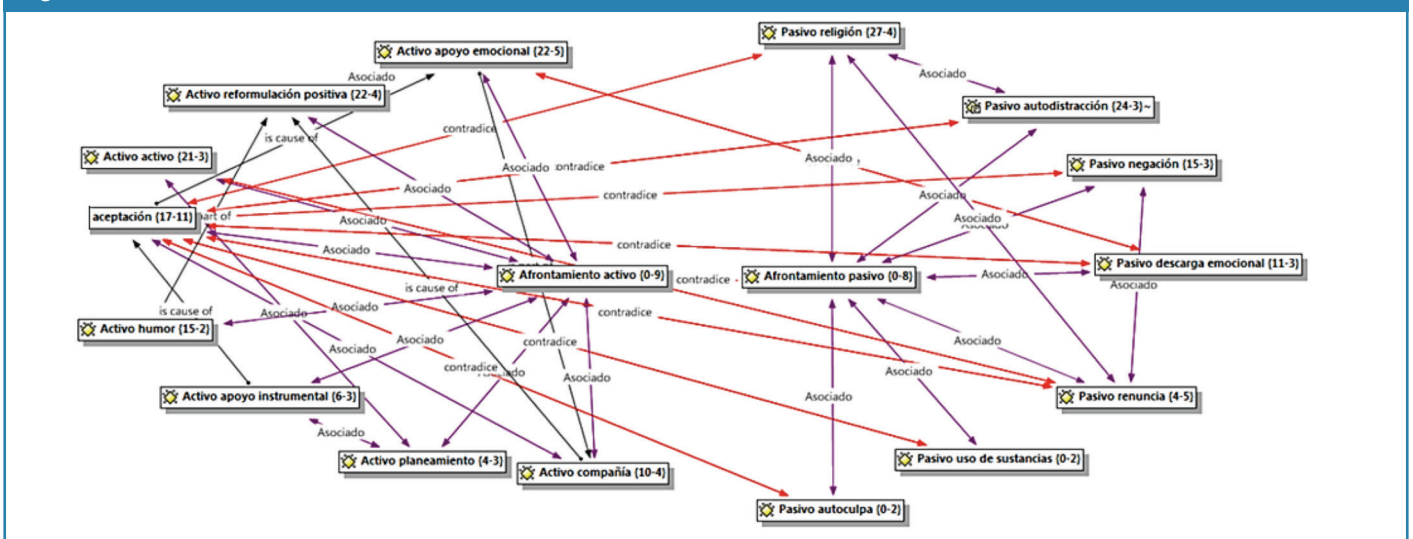 Pasivo religión {27-4}
Activo apoyo emocional {22-5}
Asociado
Asociado
Activo reformulación positiva {22-4}
Pasivo autodistracción {24-3}~
contradice
is cause of
Activo activo {21-3}
Asociado
Pasivo negación {15-3}
Asociado
contradice
Asociado
contradice
Asociado
aceptación {17-11}
part of
Asociado
Asociado
Asociado
contradice
Pasivo descarga emocional {11-3}
Afrontamiento activo {0-9}
contradice
Afrontamiento pasivo {0-8}
Asociado
Asociado
is cause of
Asociado
is cause of
Asociado
contradice
Activo humor {15-2}
Asociado
contradice
Asociado
Asociado
contradice
Asociado
Asociado
Activo apoyo instrumental {6-3}
Asociado
Pasivo renuncia {4-5}
Asociado
Activo planeamiento {4-3}
Pasivo uso de sustancias {0-2}
Activo compañía {10-4}
Pasivo autoculpa {0-2}